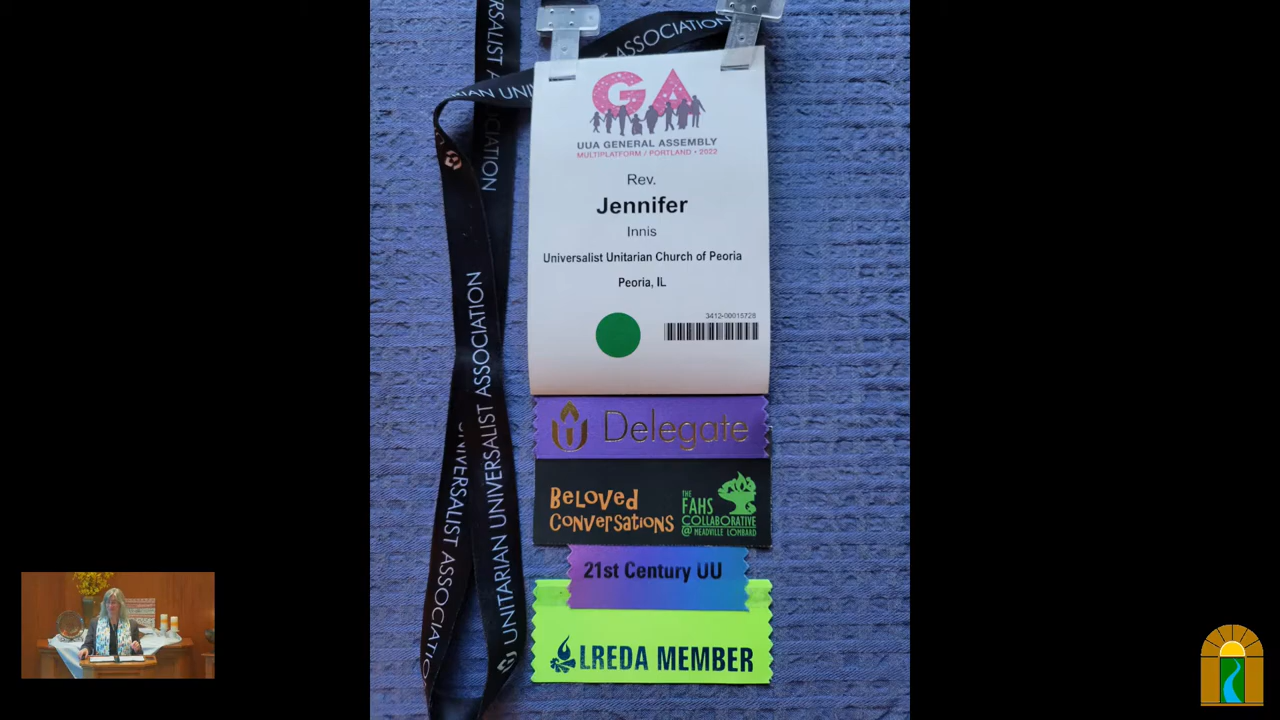 UNIVERSALIST ASSOCIATION
UNITARIAN UNIVERSALIST ASSOCIATION
UNITARIAN UNIVERSALIST ASSOCIATION
GA
UUA GENERAL ASSEMBLY
MULTIPLATFORM / PORTLAND • 2022
Rev.
Jennifer
Innis
Universalist Unitarian Church of Peoria
Peoria, IL
3412-00015728
Delegate
BELOVED
CONVERSATIONS
THE
FAHS
COLLABORATIVE
@ MEADVILLE LOMBARD
21st Century UU
LREDA MEMBER